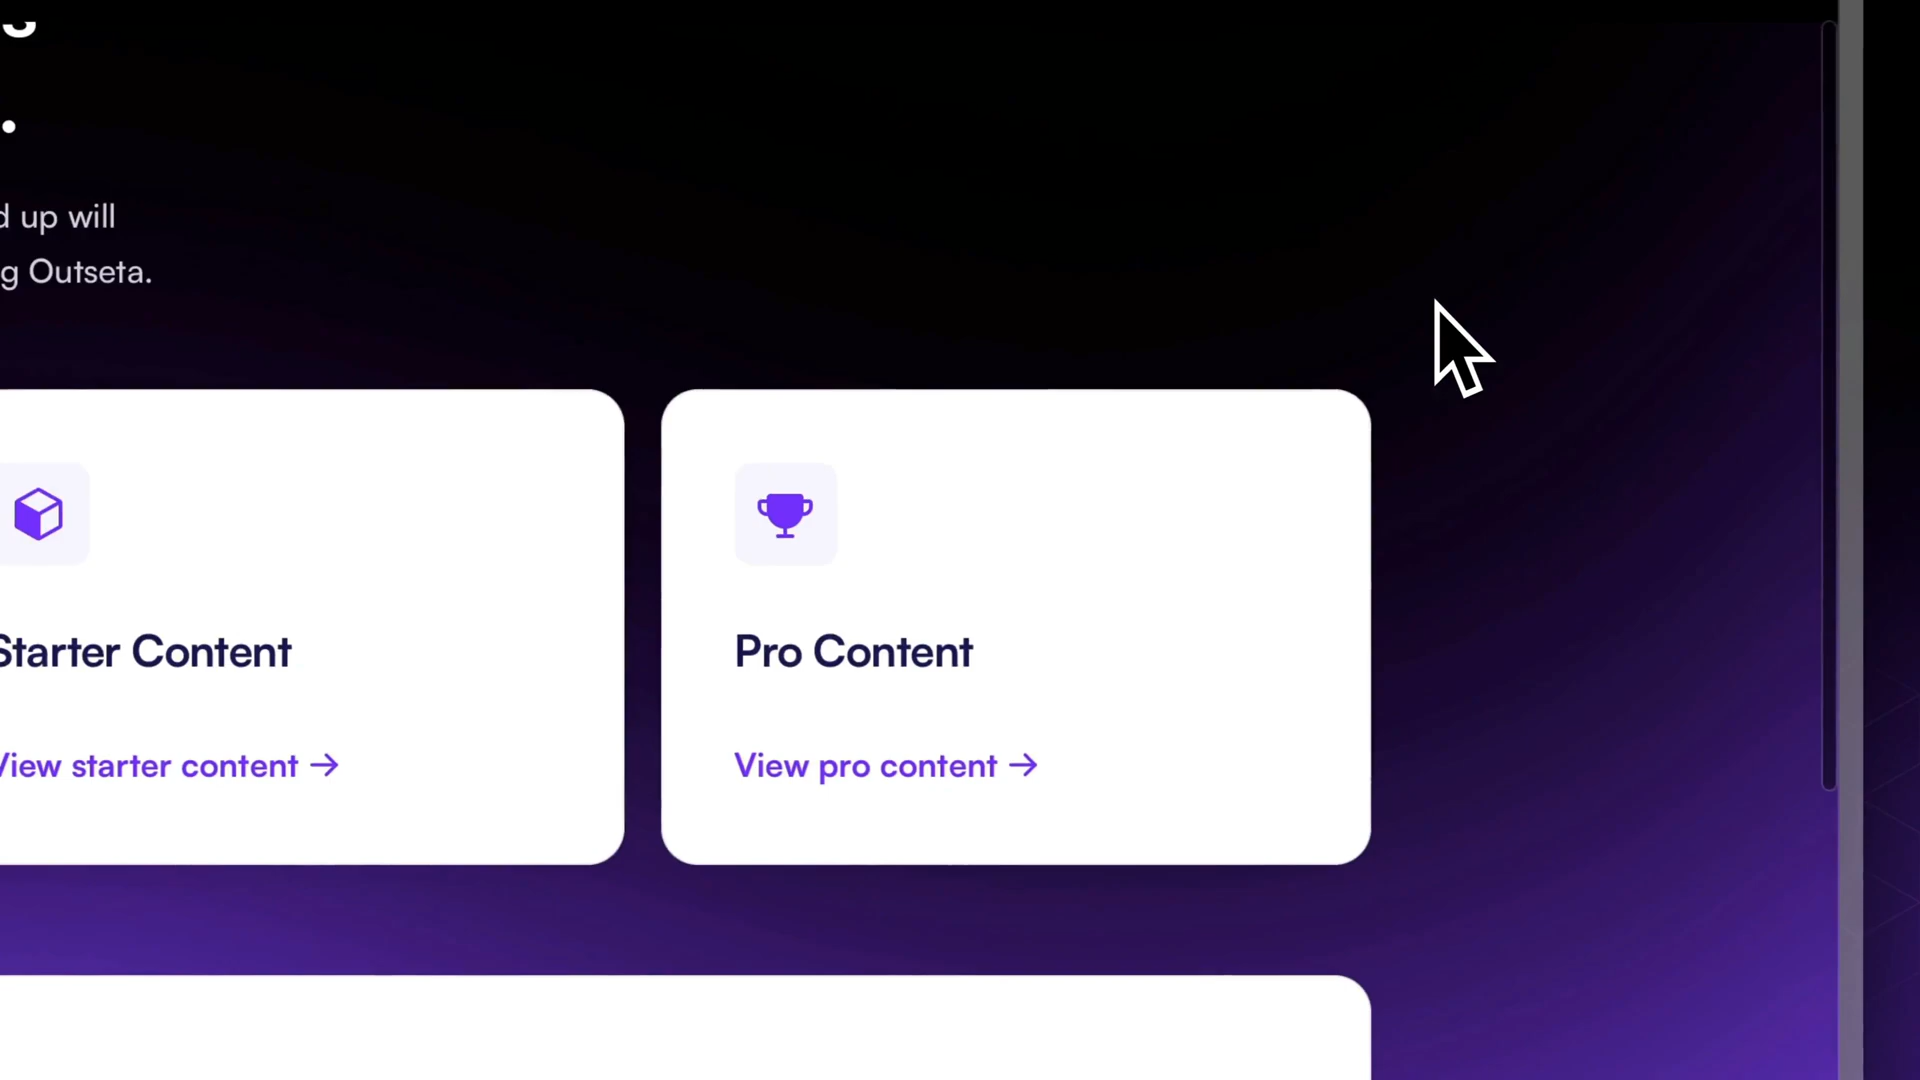 .
up will
g Outseta.
Starter Content
Pro Content
View starter content →
View pro content →